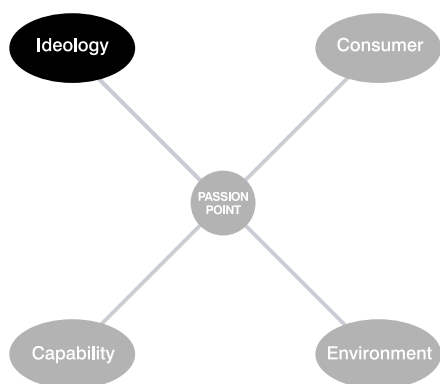 Ideology
Consumer
PASSION
POINT
Capability
Environment